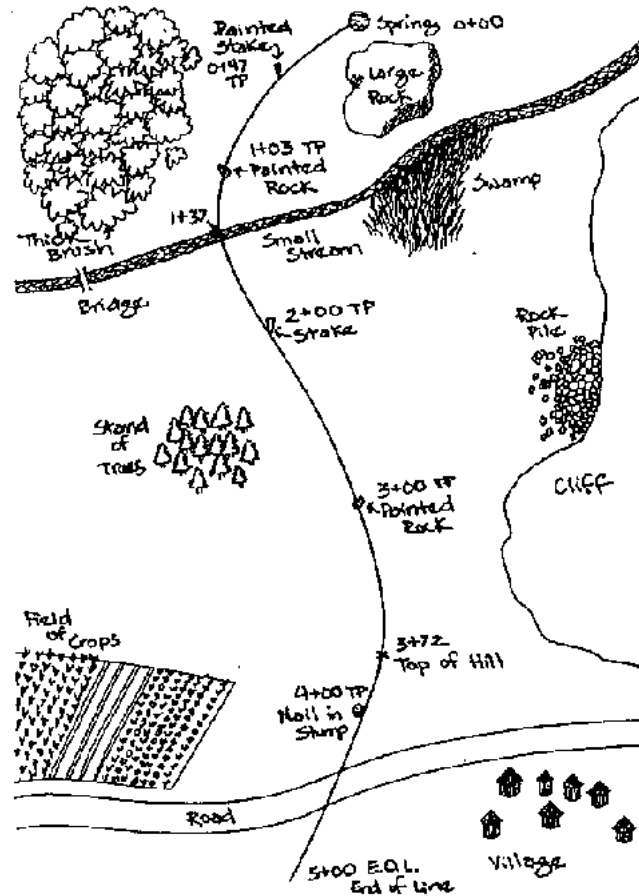 Painted
Stake
0+47
TP
Spring 0+00
Large
Rock
1+03 TP
Painted
Rock
Swamp
1+37
Thick
Brush
Small
Stream
Bridge
2+00 TP
Stake
Rock
Pile
Stand
of
Trees
3+00 TP
Painted
Rock
Cliff
Field
of Crops
3+72
Top of Hill
4+00 TP
Nail in
Stump
Road
5+00 E.O.L.
End of Line
Village